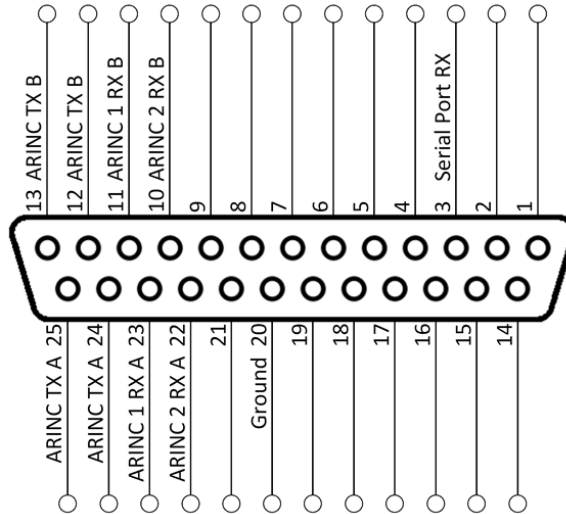 13 ARINC TX B
12 ARINC TX B
11 ARINC 1 RX B
10 ARINC 2 RX B
9
8
7
6
5
4
3 Serial Port RX
2
1
ARINC TX A 25
ARINC TX A 24
ARINC 1 RX A 23
ARINC 2 RX A 22
21
Ground 20
19
18
17
16
15
14